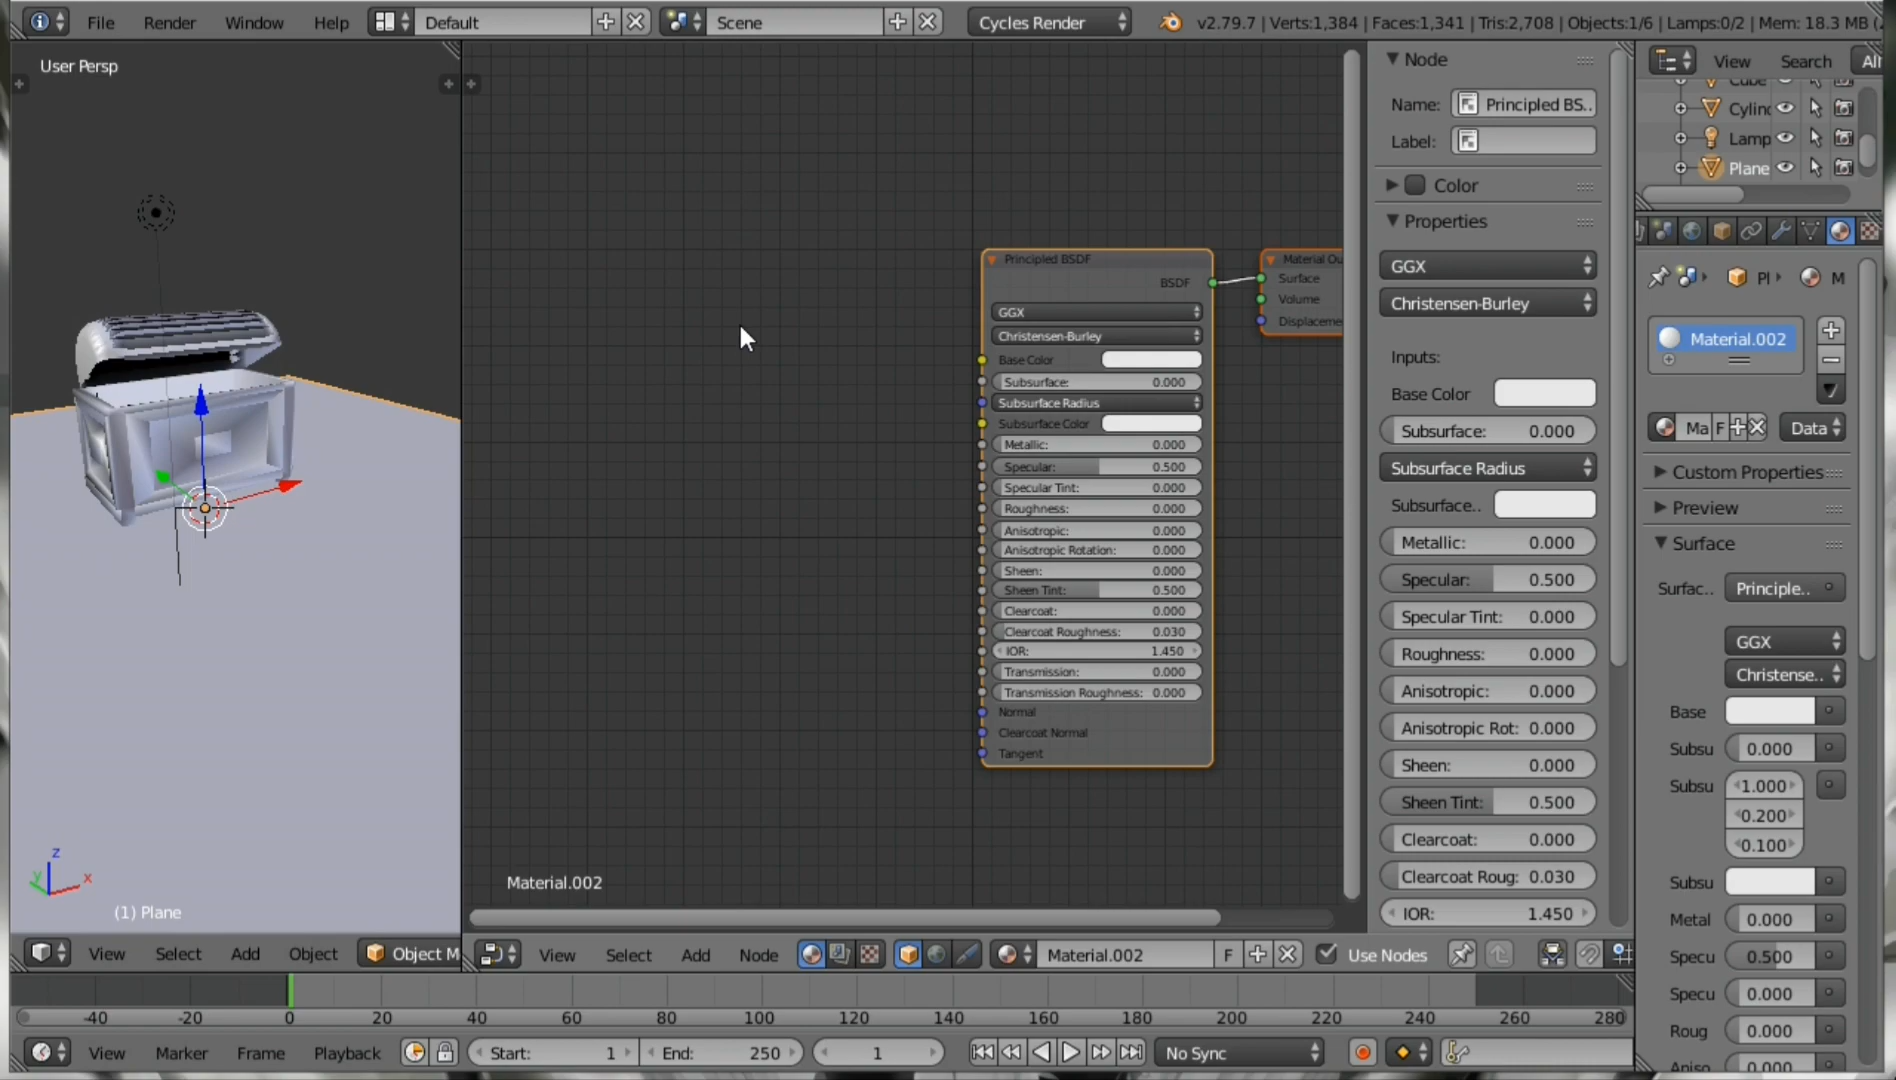 File Render Window Help Default Scene Cycles Render v2.79.7 | Verts:1,384 | Faces:1,341 | Tris:2,708 | Objects:1/6 | Lamps:0/2 | Mem: 18.3 MB
User Persp
(1) Plane
z
y
x
Principled BSDF
BSDF
GGX
Christensen-Burley
Base Color
Subsurface: 0.000
Subsurface Radius
Subsurface Color
Metallic: 0.000
Specular: 0.500
Specular Tint: 0.000
Roughness: 0.000
Anisotropic: 0.000
Anisotropic Rotation: 0.000
Sheen: 0.000
Sheen Tint: 0.500
Clearcoat: 0.000
Clearcoat Roughness: 0.030
IOR: 1.450
Transmission: 0.000
Transmission Roughness: 0.000
Normal
Clearcoat Normal
Tangent
Material Ou
Surface
Volume
Displaceme
Material.002
Node
Name: Principled BS..
Label:
Color
Properties
GGX
Christensen-Burley
Inputs:
Base Color
Subsurface: 0.000
Subsurface Radius
Subsurface..
Metallic: 0.000
Specular: 0.500
Specular Tint: 0.000
Roughness: 0.000
Anisotropic: 0.000
Anisotropic Rot: 0.000
Sheen: 0.000
Sheen Tint: 0.500
Clearcoat: 0.000
Clearcoat Roug: 0.030
IOR: 1.450
View Search Al
Cube
Cylin
Lamp
Plane
Pl M
Material.002
Ma F Data
Custom Properties
Preview
Surface
Surfac.. Principle..
GGX
Christense..
Base
Subsu 0.000
Subsu 1.000
0.200
0.100
Subsu
Metal 0.000
Specu 0.500
Specu 0.000
Roug 0.000
Aniso 0.000
View Select Add Object Object M
View Select Add Node Material.002 F Use Nodes
-40 -20 0 20 40 60 80 100 120 140 160 180 200 220 240 260 280
View Marker Frame Playback Start: 1 End: 250 1 No Sync